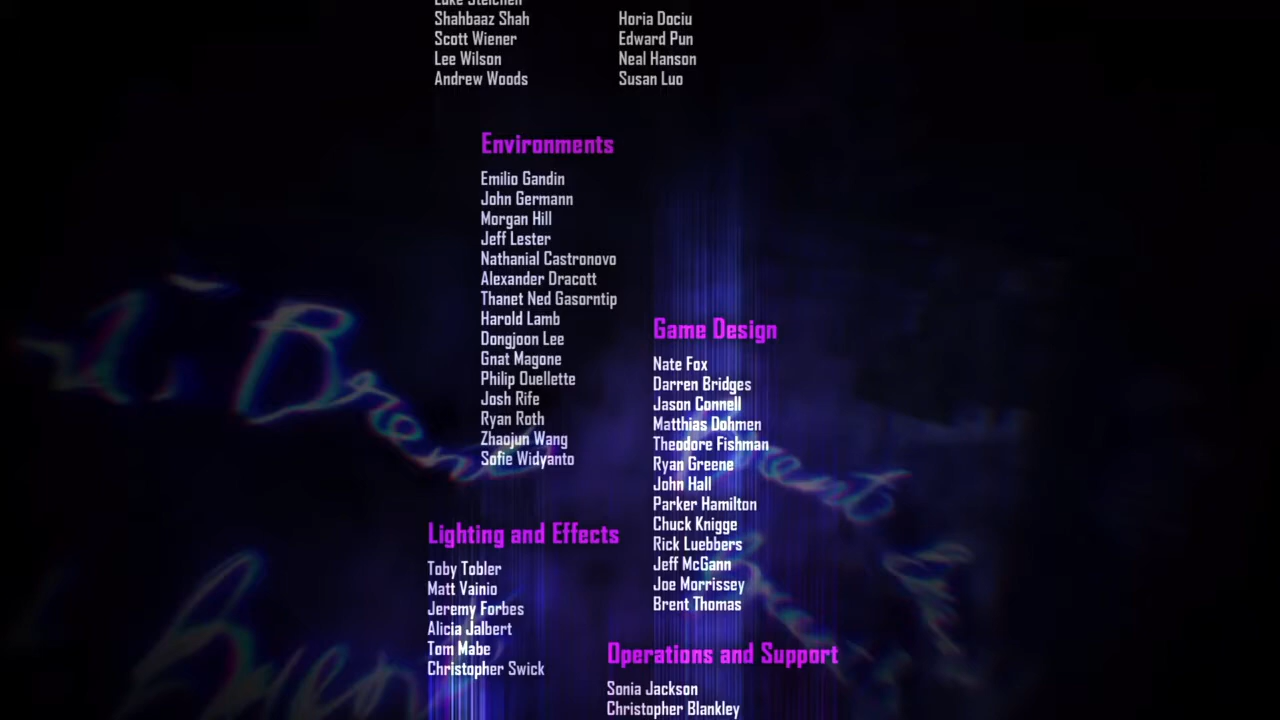 Shahbaaz Shah
Scott Wiener
Lee Wilson
Andrew Woods
Horia Dociu
Edward Pun
Neal Hanson
Susan Luo
Environments
Emilio Gandin
John Germann
Morgan Hill
Jeff Lester
Nathanial Castronovo
Alexander Dracott
Thanet Ned Gasorntip
Harold Lamb
Dongjoon Lee
Gnat Magone
Philip Ouellette
Josh Rife
Ryan Roth
Zhaojun Wang
Sofie Widyanto
Lighting and Effects
Toby Tobler
Matt Vainio
Jeremy Forbes
Alicia Jalbert
Tom Mabe
Christopher Swick
Game Design
Nate Fox
Darren Bridges
Jason Connell
Matthias Dohmen
Theodore Fishman
Ryan Greene
John Hall
Parker Hamilton
Chuck Knigge
Rick Luebbers
Jeff McGann
Joe Morrissey
Brent Thomas
Operations and Support
Sonia Jackson
Christopher Blankley
Brent